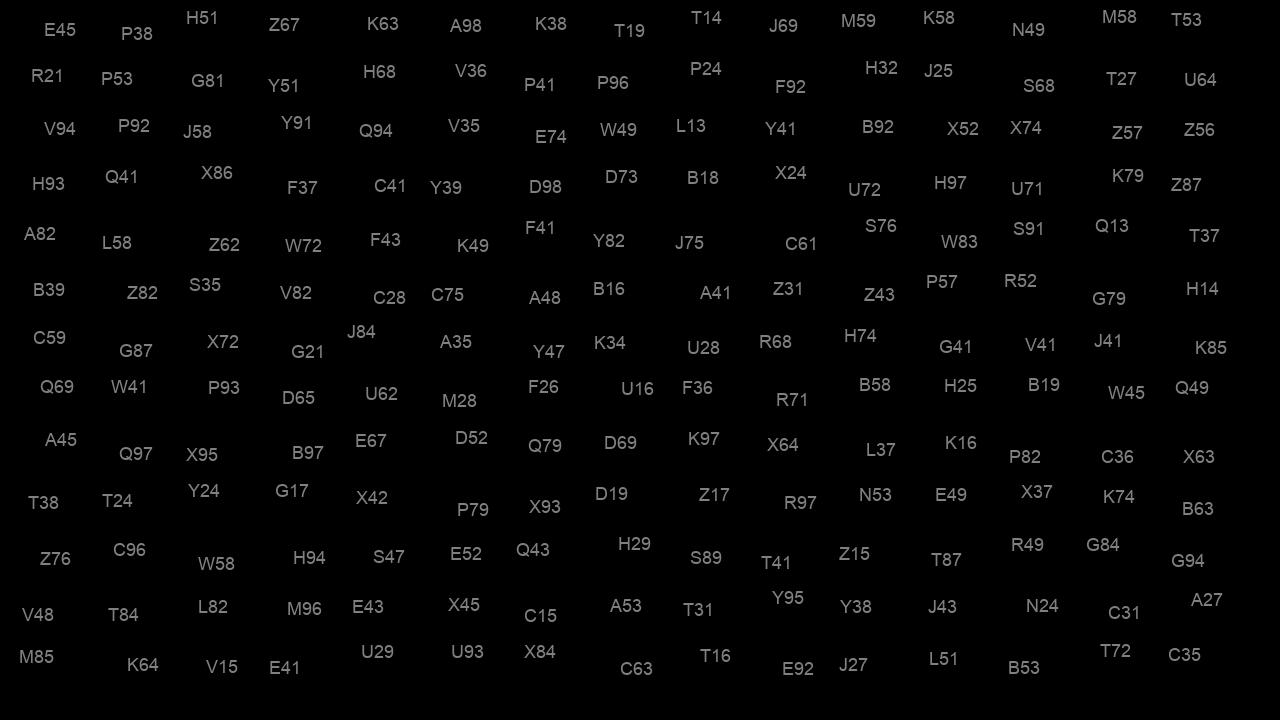 E45 P38 H51 Z67 K63 A98 K38 T19 T14 J69 M59 K58 N49 M58 T53
R21 P53 G81 Y51 H68 V36 P41 P96 P24 F92 H32 J25 S68 T27 U64
V94 P92 J58 Y91 Q94 V35 E74 W49 L13 Y41 B92 X52 X74 Z57 Z56
H93 Q41 X86 F37 C41 Y39 D98 D73 B18 X24 U72 H97 U71 K79 Z87
A82 L58 Z62 W72 F43 K49 F41 Y82 J75 C61 S76 W83 S91 Q13 T37
B39 Z82 S35 V82 C28 C75 A48 B16 A41 Z31 Z43 P57 R52 G79 H14
C59 G87 X72 G21 J84 A35 Y47 K34 U28 R68 H74 G41 V41 J41 K85
Q69 W41 P93 D65 U62 M28 F26 U16 F36 R71 B58 H25 B19 W45 Q49
A45 Q97 X95 B97 E67 D52 Q79 D69 K97 X64 L37 K16 P82 C36 X63
T38 T24 Y24 G17 X42 P79 X93 D19 Z17 R97 N53 E49 X37 K74 B63
Z76 C96 W58 H94 S47 E52 Q43 H29 S89 T41 Z15 T87 R49 G84 G94
V48 T84 L82 M96 E43 X45 C15 A53 T31 Y95 Y38 J43 N24 C31 A27
M85 K64 V15 E41 U29 U93 X84 C63 T16 E92 J27 L51 B53 T72 C35